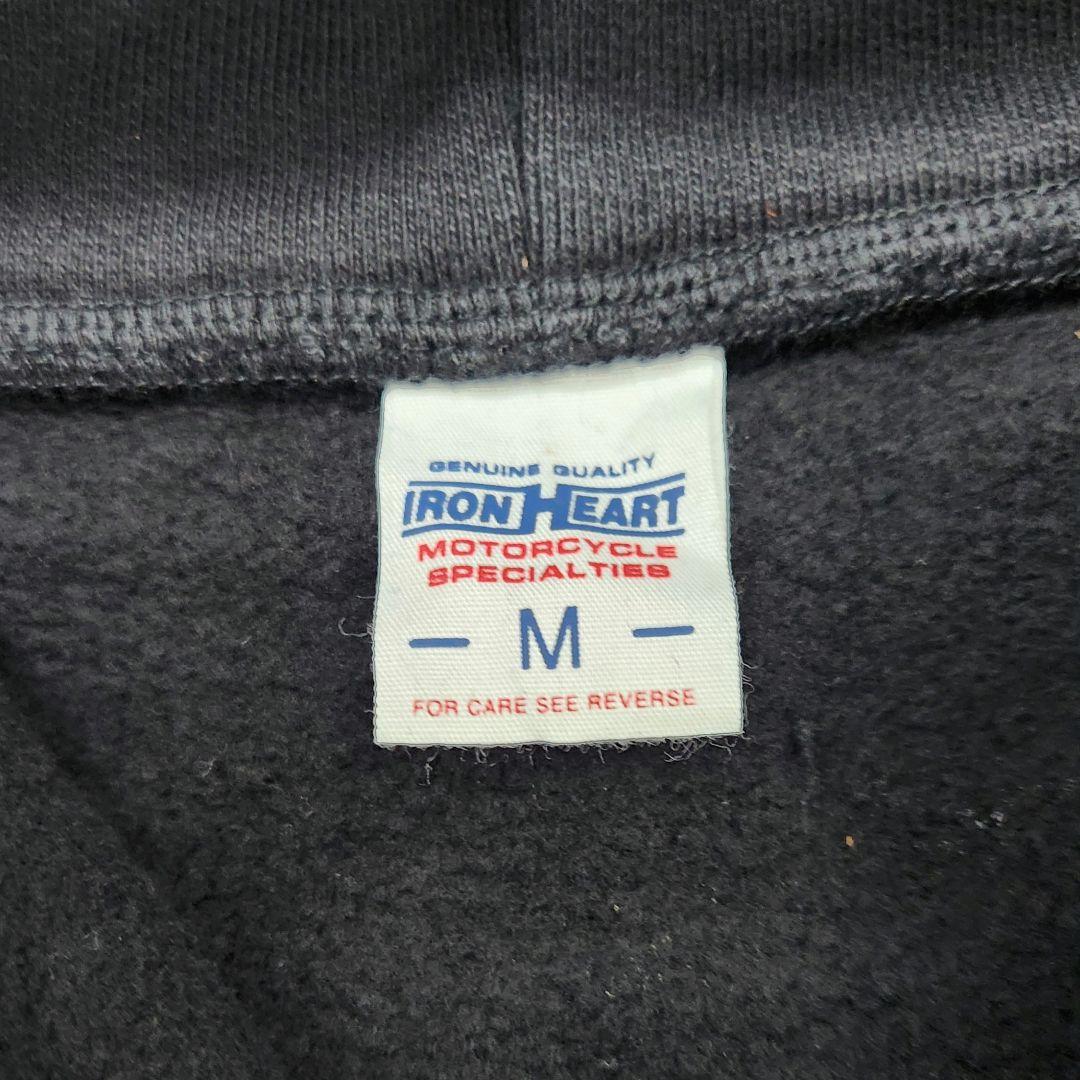 GENUINE QUALITY
IRON HEART
MOTORCYCLE
SPECIALTIES
– M –
FOR CARE SEE REVERSE